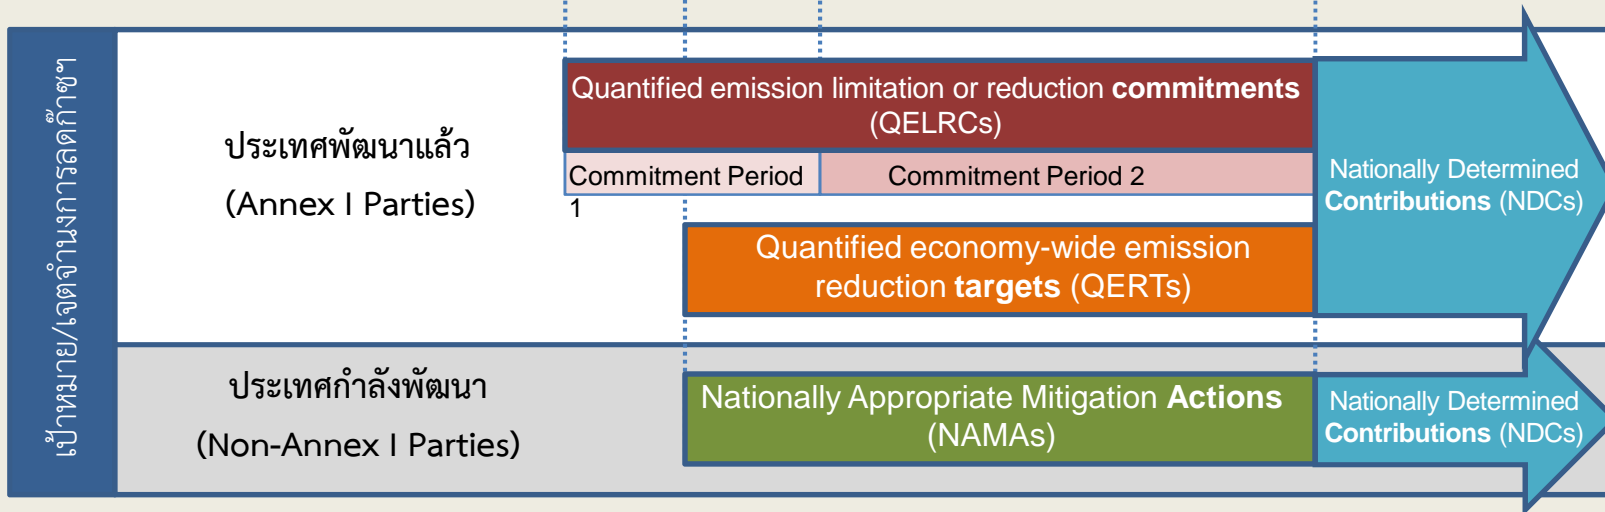 เป้าหมาย/เจตจำนงการลดก๊าซฯ
ประเทศพัฒนาแล้ว
(Annex I Parties)
Quantified emission limitation or reduction commitments
(QELRCs)
Commitment Period
1
Commitment Period 2
Quantified economy-wide emission
reduction targets (QERTs)
Nationally Determined
Contributions (NDCs)
ประเทศกำลังพัฒนา
(Non-Annex I Parties)
Nationally Appropriate Mitigation Actions
(NAMAs)
Nationally Determined
Contributions (NDCs)